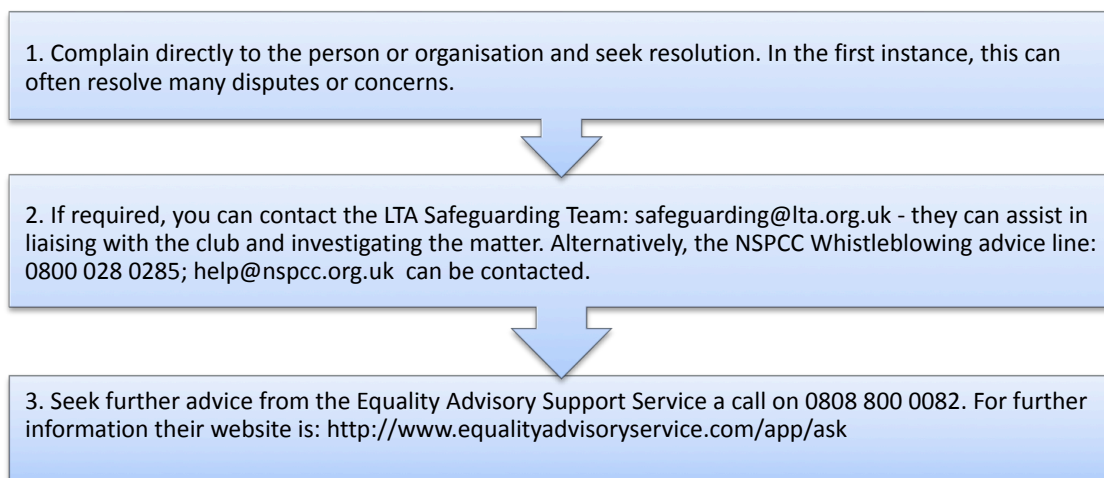 1. Complain directly to the person or organisation and seek resolution. In the first instance, this can
often resolve many disputes or concerns.
2. If required, you can contact the LTA Safeguarding Team: safeguarding@lta.org.uk - they can assist in
liaising with the club and investigating the matter. Alternatively, the NSPCC Whistleblowing advice line:
0800 028 0285; help@nspcc.org.uk can be contacted.
3. Seek further advice from the Equality Advisory Support Service a call on 0808 800 0082. For further
information their website is: http://www.equalityadvisoryservice.com/app/ask